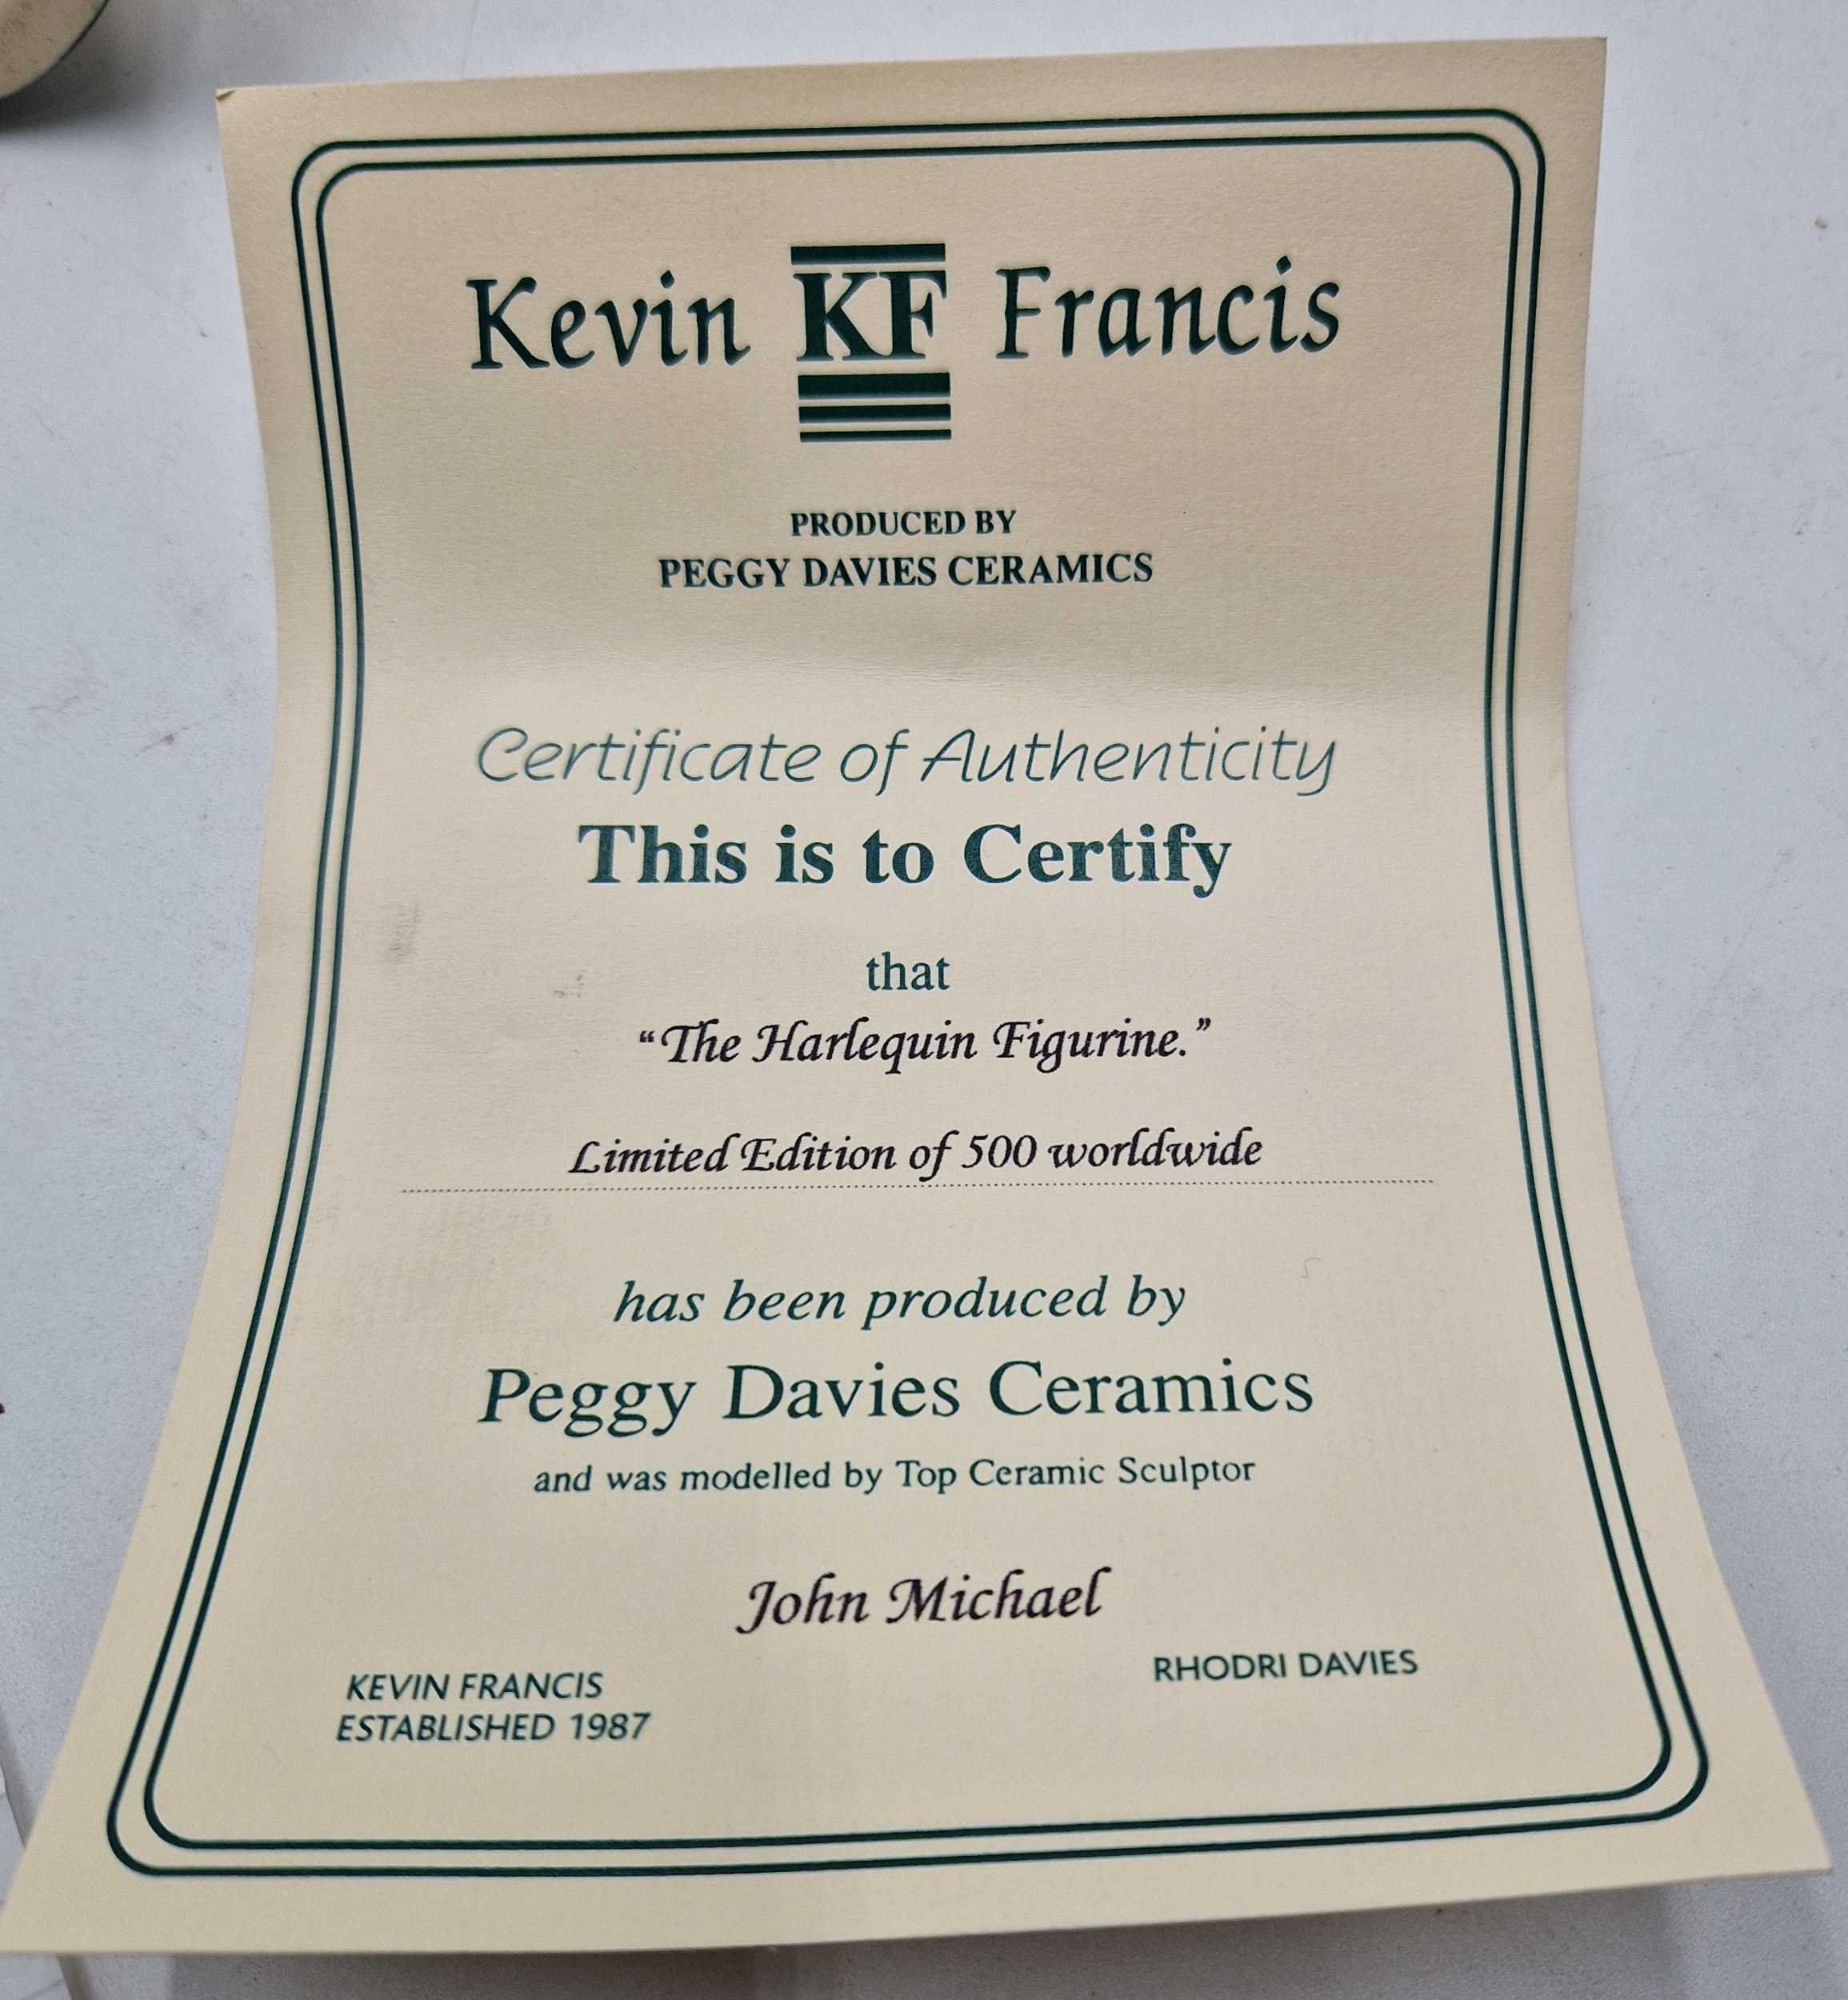 Kevin KF Francis
PRODUCED BY
PEGGY DAVIES CERAMICS
Certificate of Authenticity
This is to Certify
that
“The Harlequin Figurine.”
Limited Edition of 500 worldwide
has been produced by
Peggy Davies Ceramics
and was modelled by Top Ceramic Sculptor
John Michael
RHODRI DAVIES
KEVIN FRANCIS
ESTABLISHED 1987